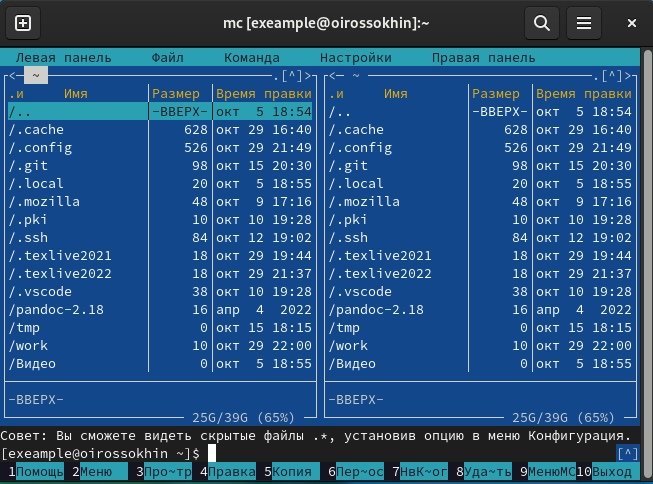 mc [exeample@oirossokhin]:~
Левая панель Файл Команда Настройки Правая панель
<─ ~ .[^]> <─ ~ .[^]>
.и Имя Размер Время правки .и Имя Размер Время правки
/.. -ВВЕРХ- окт 5 18:54 /.. -ВВЕРХ- окт 5 18:54
/.cache 628 окт 29 16:40 /.cache 628 окт 29 16:40
/.config 526 окт 29 21:49 /.config 526 окт 29 21:49
/.git 98 окт 15 20:30 /.git 98 окт 15 20:30
/.local 20 окт 5 18:55 /.local 20 окт 5 18:55
/.mozilla 48 окт 9 17:16 /.mozilla 48 окт 9 17:16
/.pki 10 окт 10 19:28 /.pki 10 окт 10 19:28
/.ssh 84 окт 12 19:02 /.ssh 84 окт 12 19:02
/.texlive2021 18 окт 29 19:44 /.texlive2021 18 окт 29 19:44
/.texlive2022 18 окт 29 21:37 /.texlive2022 18 окт 29 21:37
/.vscode 38 окт 10 19:28 /.vscode 38 окт 10 19:28
/pandoc-2.18 16 апр 4 2022 /pandoc-2.18 16 апр 4 2022
/tmp 0 окт 15 18:15 /tmp 0 окт 15 18:15
/work 10 окт 29 22:00 /work 10 окт 29 22:00
/Видео 0 окт 5 18:55 /Видео 0 окт 5 18:55
-ВВЕРХ- -ВВЕРХ-
25G/39G (65%) 25G/39G (65%)
Совет: Вы сможете видеть скрытые файлы .*, установив опцию в меню Конфигурация.
[exeample@oirossokhin ~]$ [^]
1Помощь 2Меню 3Про~тр 4Правка 5Копия 6Пер~ос 7НвК~ог 8Уда~ть 9МенюМС 10Выход